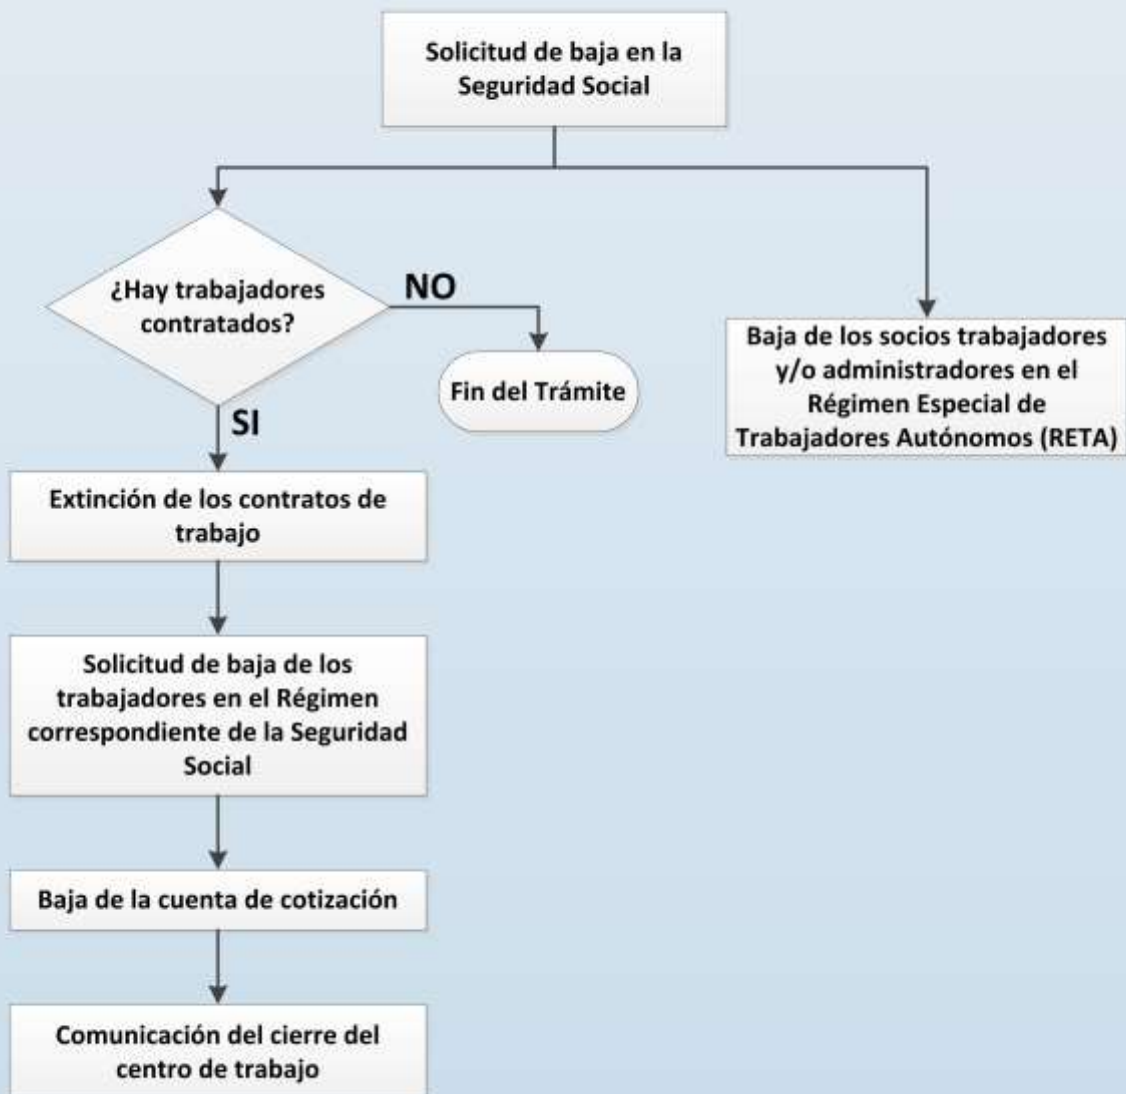 Solicitud de baja en la
Seguridad Social
¿Hay trabajadores
contratados?
NO
Fin del Trámite
Baja de los socios trabajadores
y/o administradores en el
Régimen Especial de
Trabajadores Autónomos (RETA)
SI
Extinción de los contratos de
trabajo
Solicitud de baja de los
trabajadores en el Régimen
correspondiente de la Seguridad
Social
Baja de la cuenta de cotización
Comunicación del cierre del
centro de trabajo